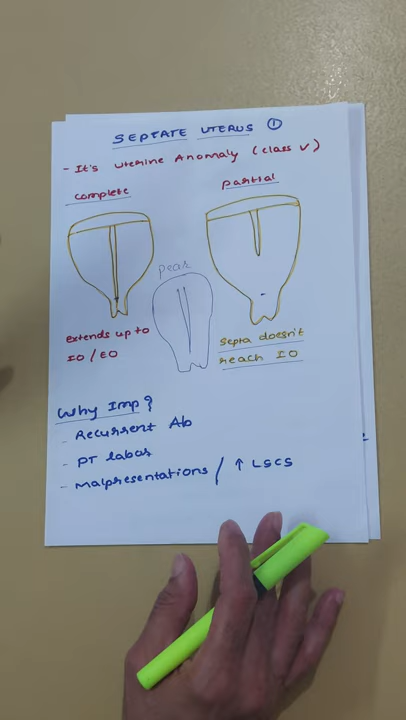 SEPTATE UTERUS ①
- It's Uterine Anomaly (class V)
complete
partial
pear
extends up to
IO / EO
Septa doesn't
reach IO
Why Imp?
- Recurrent Ab
- PT labor
- Malpresentations / ↑ LSCS